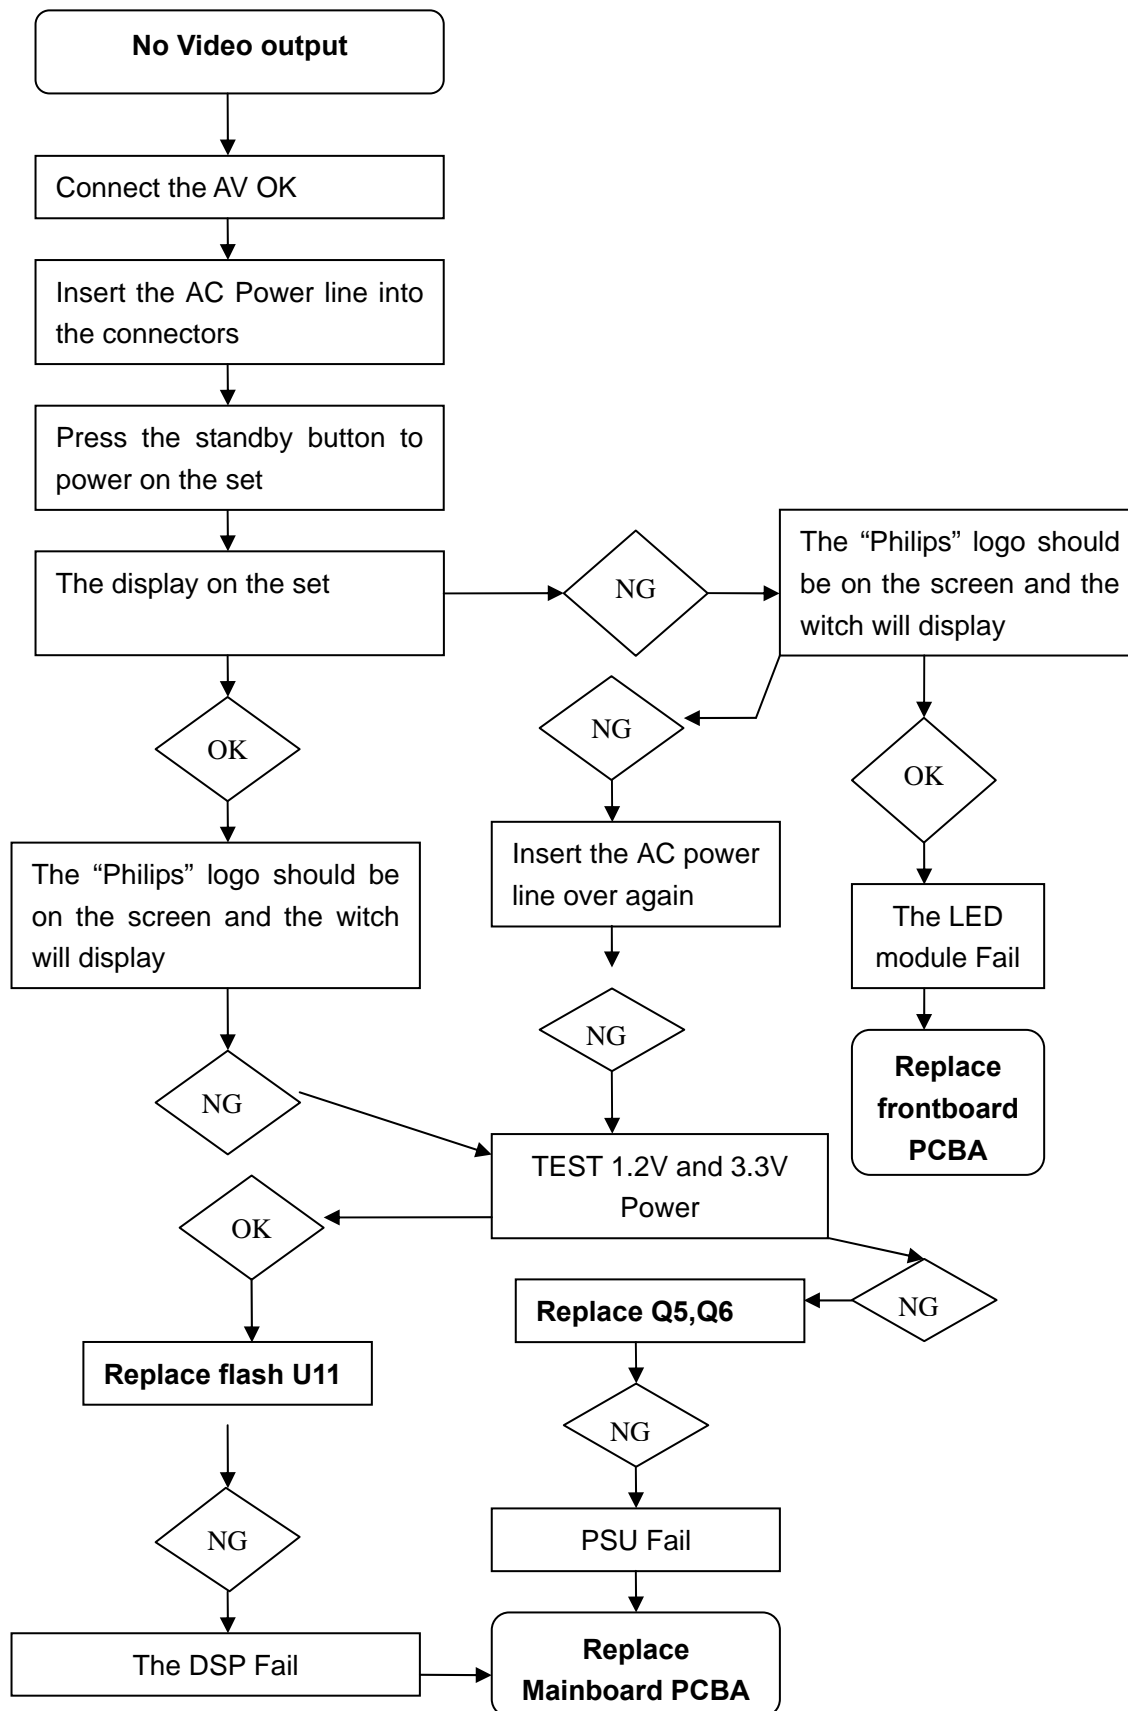 No Video output
Connect the AV OK
Insert the AC Power line into
the connectors
Press the standby button to
power on the set
The display on the set
NG
The “Philips” logo should
be on the screen and the
witch will display
OK
NG
OK
The “Philips” logo should be
on the screen and the witch
will display
Insert the AC power
line over again
The LED
module Fail
NG
Replace
frontboard
PCBA
NG
TEST 1.2V and 3.3V
Power
OK
NG
Replace Q5,Q6
Replace flash U11
NG
NG
PSU Fail
The DSP Fail
Replace
Mainboard PCBA